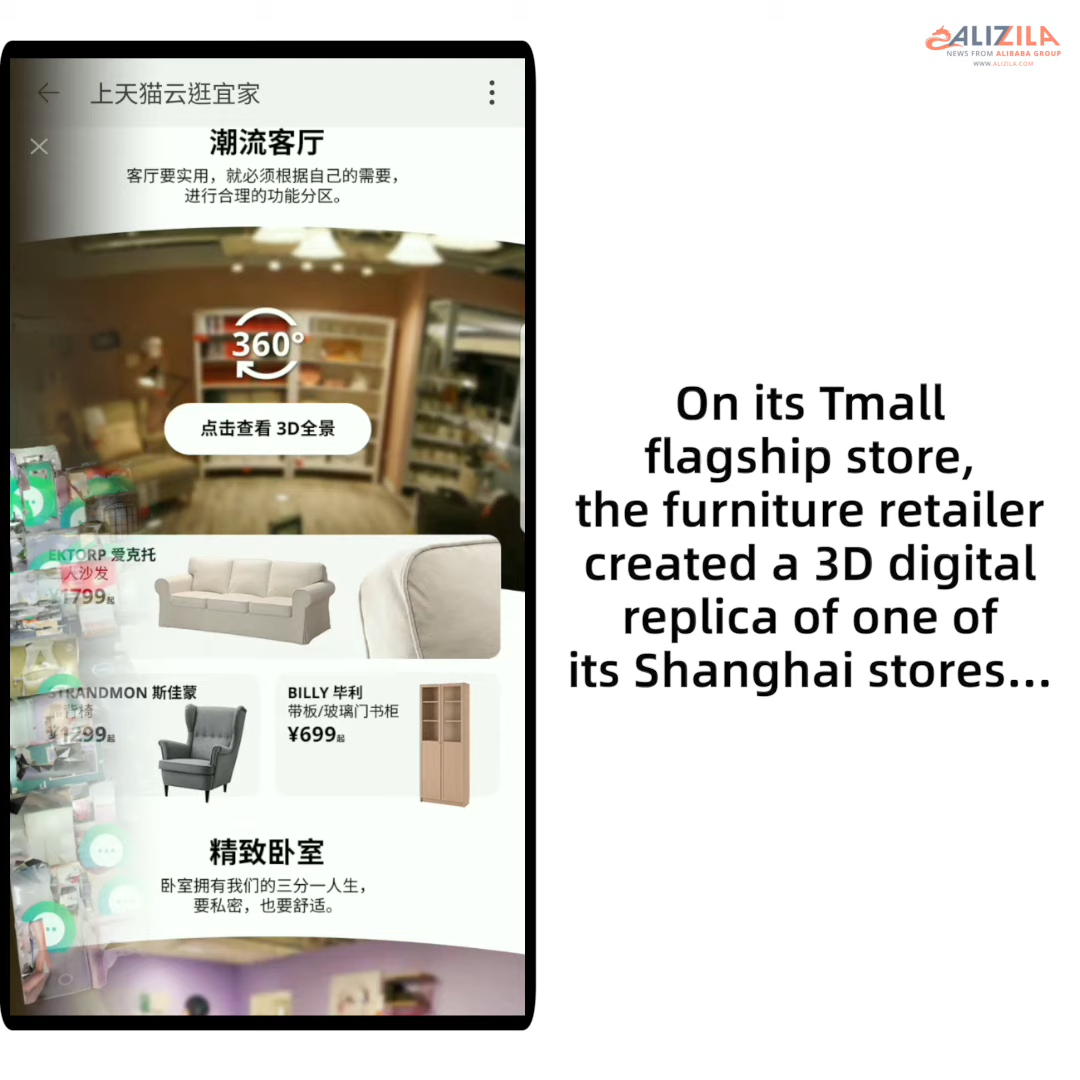 ALIZILA
NEWS FROM ALIBABA GROUP
WWW.ALIZILA.COM
上天猫云逛宜家
潮流客厅
客厅要实用，就必须根据自己的需要，
进行合理的功能分区。
360°
点击查看 3D全景
EKTORP 爱克托
人沙发
¥1799起
STRANDMON 斯佳蒙
背椅
¥1299起
BILLY 毕利
带板/玻璃门书柜
¥699起
精致卧室
卧室拥有我们的三分一人生，
要私密，也要舒适。
On its Tmall
flagship store,
the furniture retailer
created a 3D digital
replica of one of
its Shanghai stores...